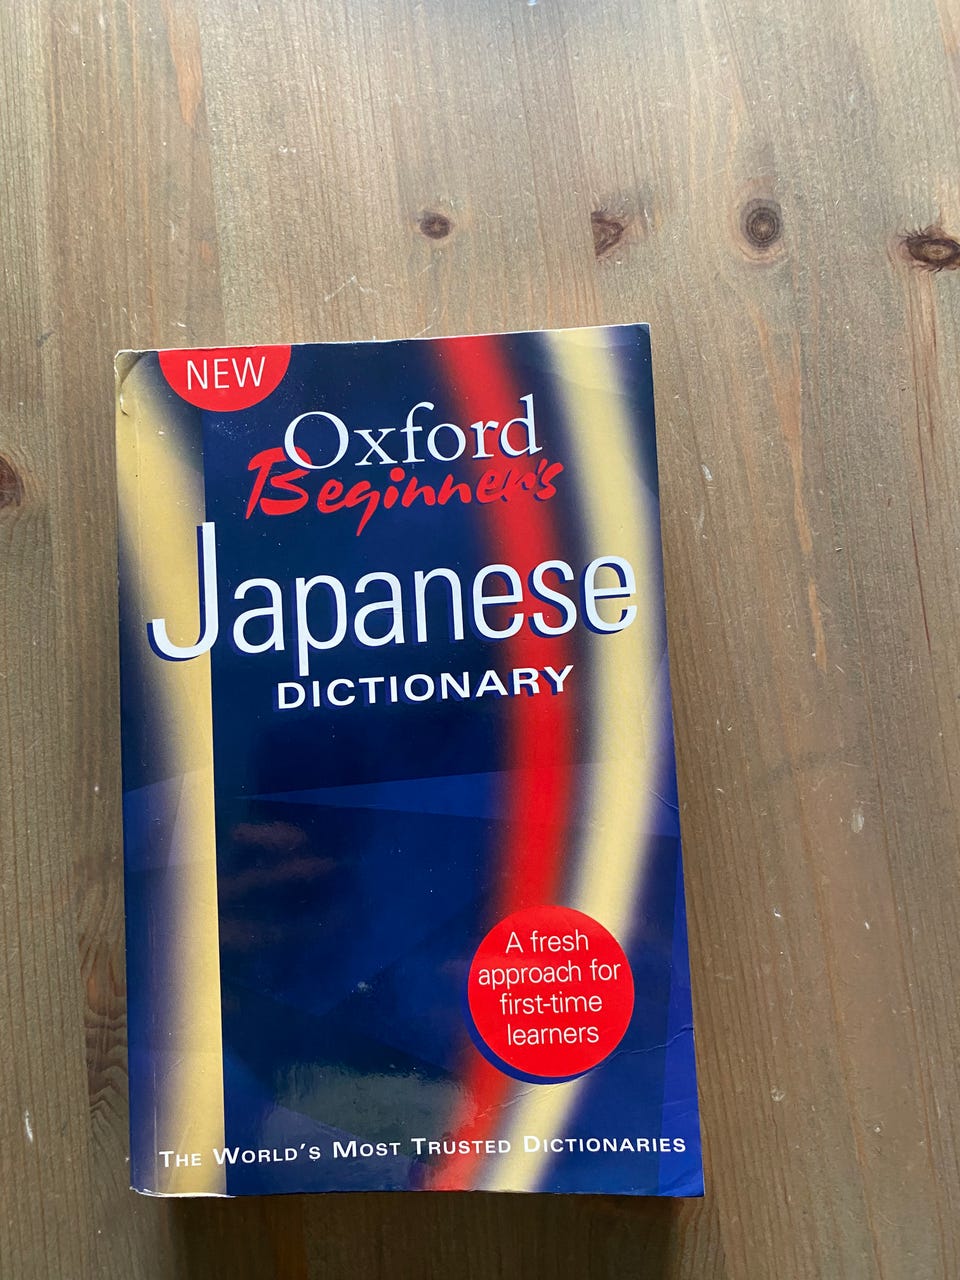 NEW
Oxford
Beginner's
Japanese
DICTIONARY
A fresh
approach for
first-time
learners
THE WORLD'S MOST TRUSTED DICTIONARIES